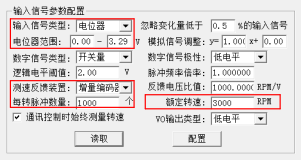 输入信号参数配置
输入信号类型: 电位器 忽略变化量低于 0.5 %的输入信号
电位器范围: 0.00 - 3.29 V 模拟信号调整: y= 1.000 x+ 0.00
数字信号类型: 开关量 数字信号极性: 低电平
逻辑电平阈值: 2.00 V 脉冲频率倍率: 1.000000
测速反馈装置: 增量编码器 反馈电压比值: 1000.0000 RPM/V
每转脉冲数量: 1000 个 额定转速: 3000 RPM
通讯控制时始终测量转速 VO输出类型: 低电平
读取 配置